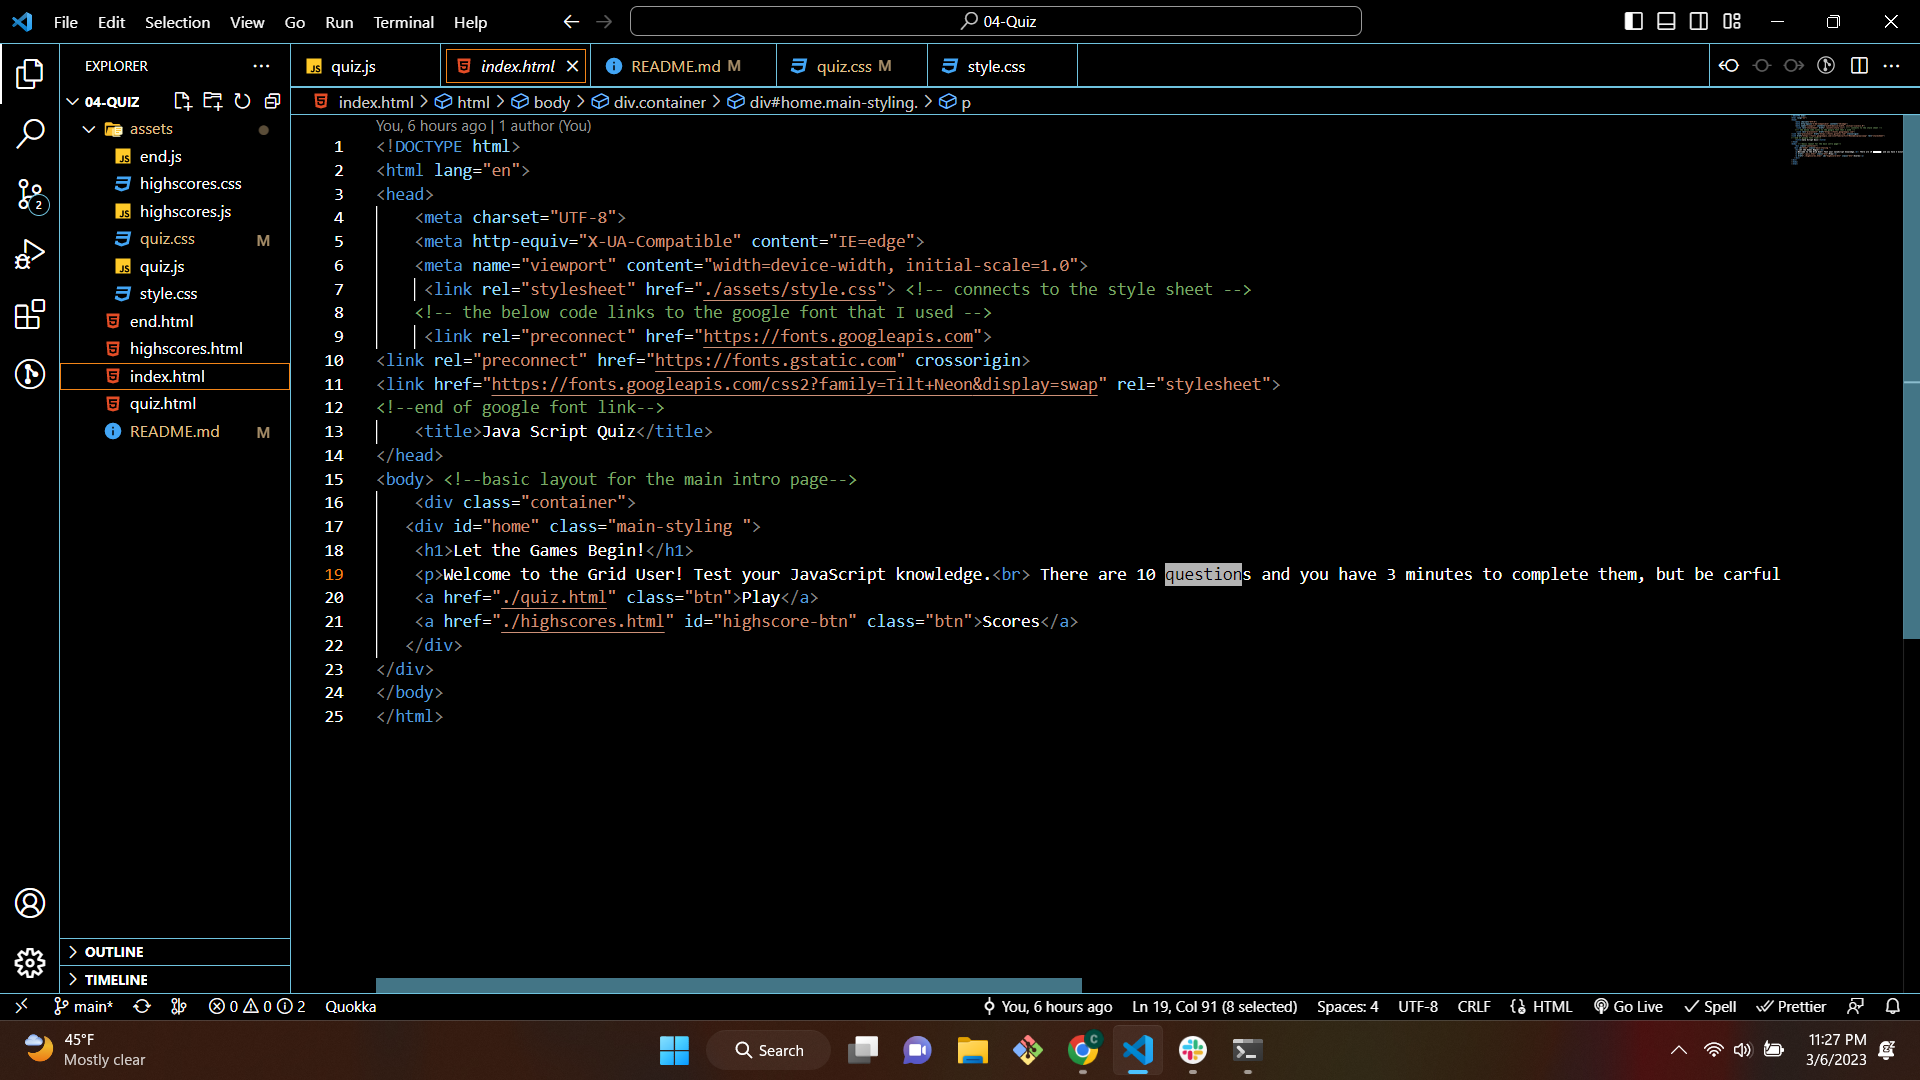 File Edit Selection View Go Run Terminal Help
04-Quiz
EXPLORER
quiz.js
index.html
README.md M
quiz.css M
style.css
04-QUIZ
index.html > html > body > div.container > div#home.main-styling. > p
assets
end.js
highscores.css
highscores.js
quiz.css M
quiz.js
style.css
end.html
highscores.html
index.html
quiz.html
README.md M
You, 6 hours ago | 1 author (You)
1 <!DOCTYPE html>
2 <html lang="en">
3 <head>
4 <meta charset="UTF-8">
5 <meta http-equiv="X-UA-Compatible" content="IE=edge">
6 <meta name="viewport" content="width=device-width, initial-scale=1.0">
7 <link rel="stylesheet" href="./assets/style.css"> <!-- connects to the style sheet -->
8 <!-- the below code links to the google font that I used -->
9 <link rel="preconnect" href="https://fonts.googleapis.com">
10 <link rel="preconnect" href="https://fonts.gstatic.com" crossorigin>
11 <link href="https://fonts.googleapis.com/css2?family=Tilt+Neon&display=swap" rel="stylesheet">
12 <!--end of google font link-->
13 <title>Java Script Quiz</title>
14 </head>
15 <body> <!--basic layout for the main intro page-->
16 <div class="container">
17 <div id="home" class="main-styling ">
18 <h1>Let the Games Begin!</h1>
19 <p>Welcome to the Grid User! Test your JavaScript knowledge.<br> There are 10 questions and you have 3 minutes to complete them, but be carful
20 <a href="./quiz.html" class="btn">Play</a>
21 <a href="./highscores.html" id="highscore-btn" class="btn">Scores</a>
22 </div>
23 </div>
24 </body>
25 </html>
OUTLINE
TIMELINE
2
main* 0 0 2 Quokka
You, 6 hours ago Ln 19, Col 91 (8 selected) Spaces: 4 UTF-8 CRLF HTML Go Live Spell Prettier
45°F
Mostly clear
Search
C
11:27 PM
3/6/2023